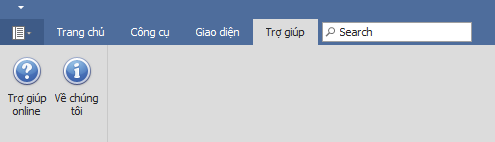 Trang chủ Công cụ Giao diện Trợ giúp Search
Trợ giúp online Về chúng tôi